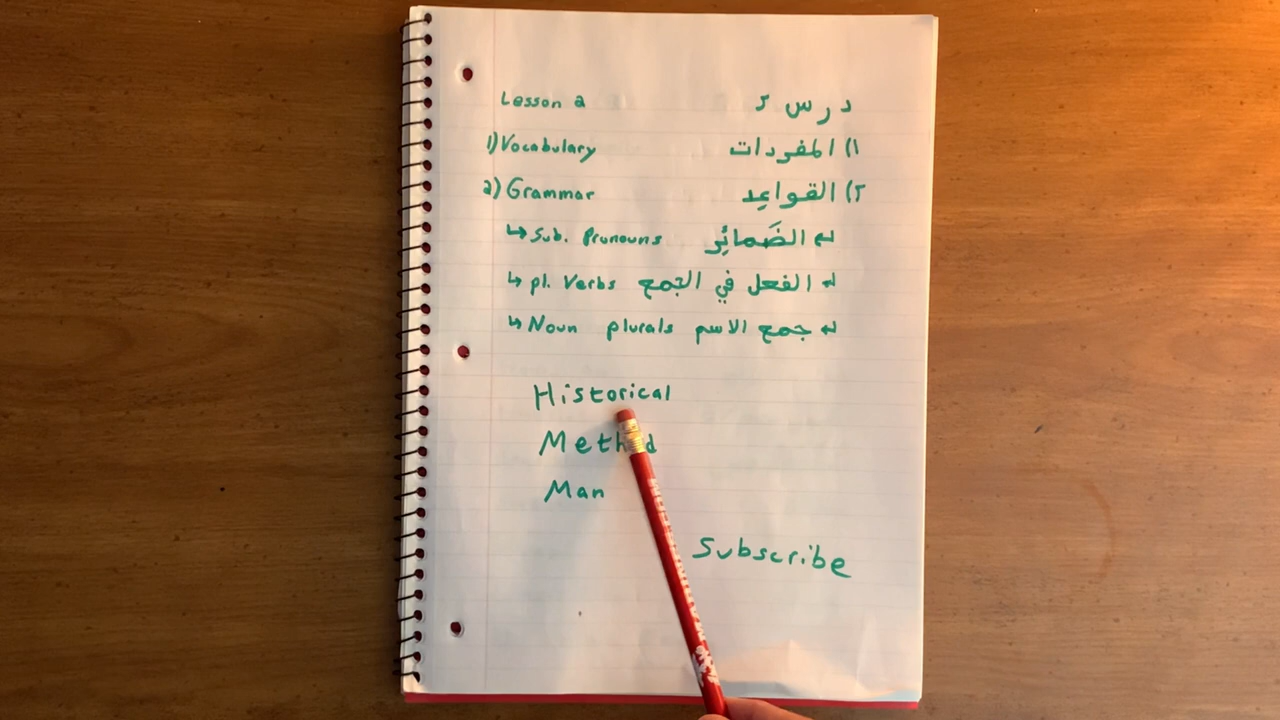 Lesson 2 درس ٢
1) Vocabulary ١) المفردات
2) Grammar ٢) القواعِد
↳ Sub. Pronouns ↲ الضَمائِر
↳ pl. Verbs ↲ الفعل في الجمع
↳ Noun plurals ↲ جمع الاسم
Historical
Method
Man
Subscribe